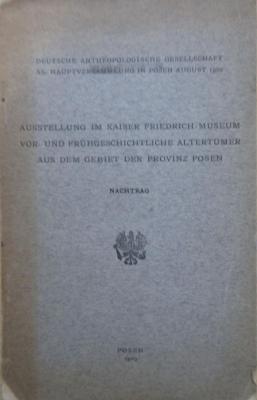 DEUTSCHE ANTHROPOLOGISCHE GESELLSCHAFT
HAUPTVERSAMMLUNG IN POSEN AUGUST 1909
AUSSTELLUNG IM KAISER FRIEDRICH MUSEUM
VOR- UND FRÜHGESCHICHTLICHE ALTERTÜMER
AUS DEM GEBIET DER PROVINZ POSEN
NACHTRAG
POSEN
1909